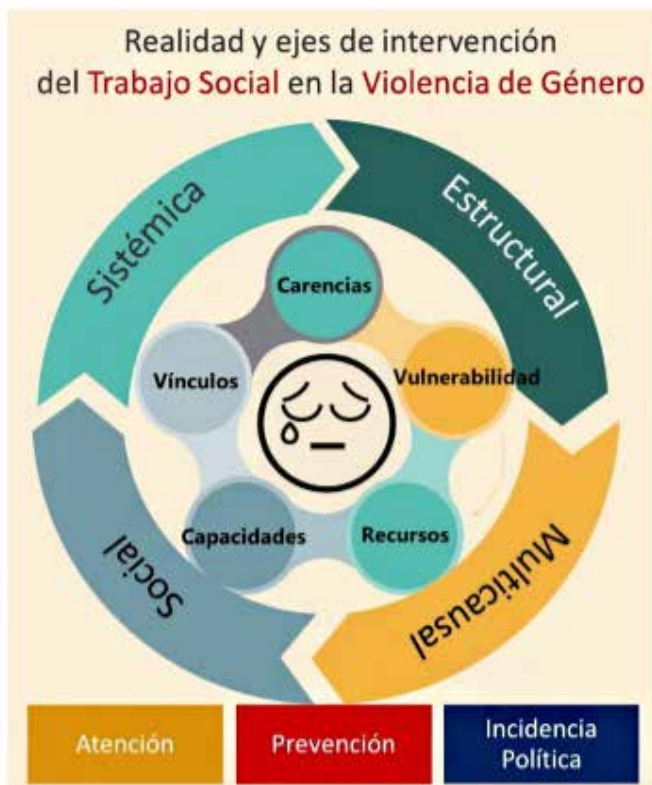 Realidad y ejes de intervención
del Trabajo Social en la Violencia de Género
Sistémica
Estructural
Carencias
Vínculos
Vulnerabilidad
Capacidades
Recursos
Social
Multicausal
Atención
Prevención
Incidencia
Política